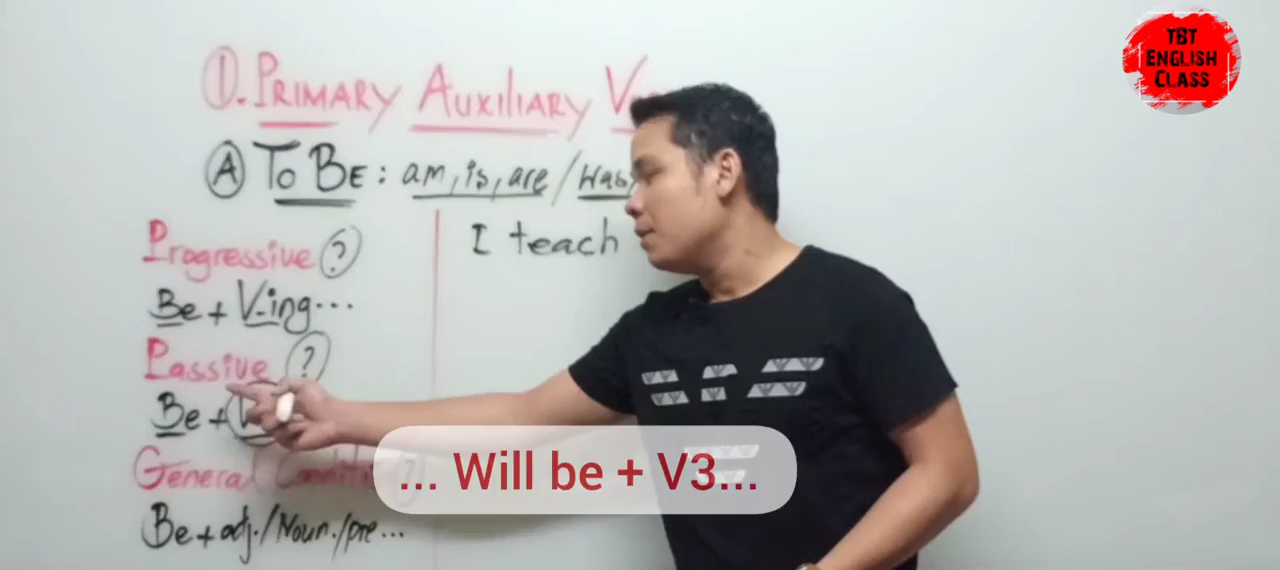 ①. PRIMARY AUXILIARY
Ⓐ TO BE: am, is, are / was
Progressive ?
I teach
Be + V-ing...
Passive ?
Be +
General
Be + adj./Noun./pre...
... Will be + V3...
TBT
ENGLISH
CLASS